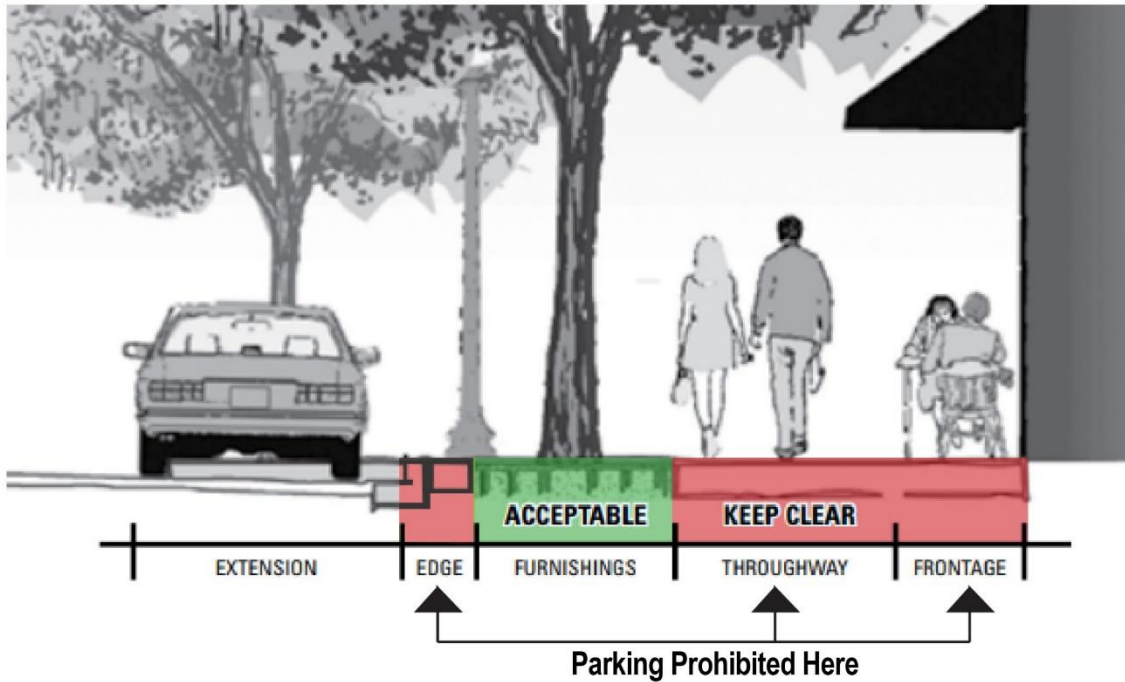 ACCEPTABLE KEEP CLEAR
EXTENSION EDGE FURNISHINGS THROUGHWAY FRONTAGE
Parking Prohibited Here